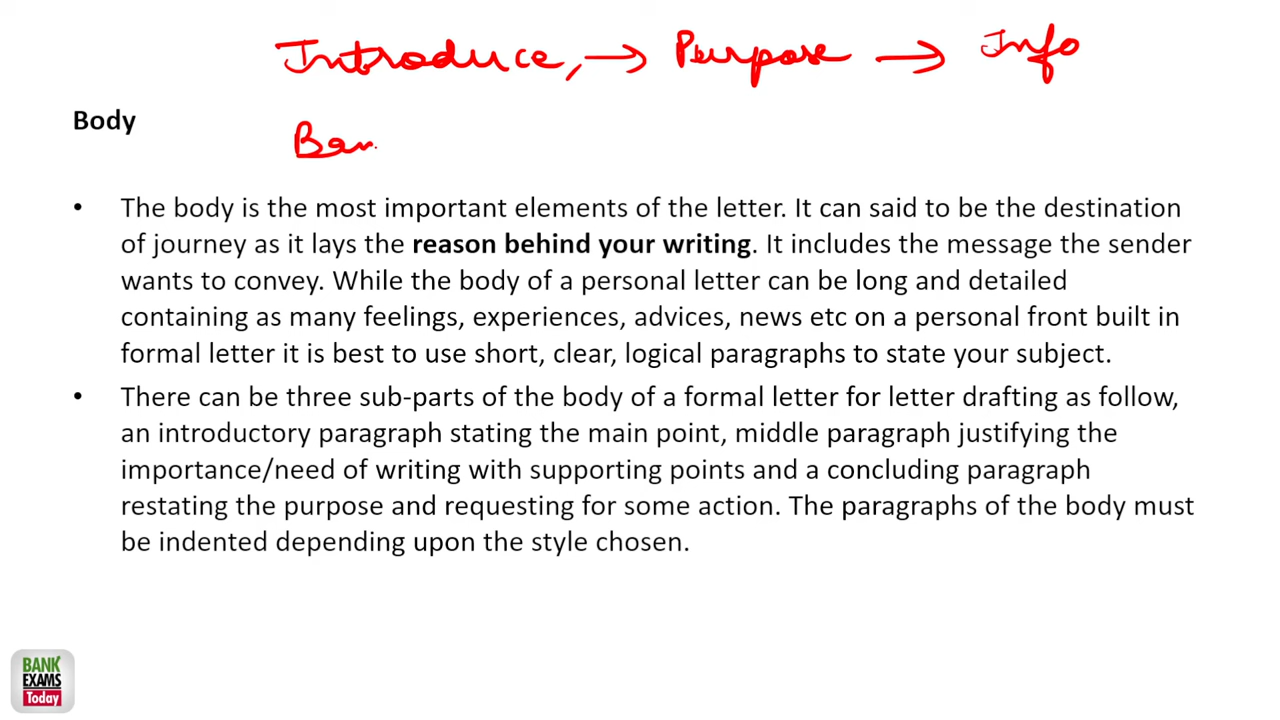 Introduce, → Purpose → Info
Body
Ban
• The body is the most important elements of the letter. It can said to be the destination
of journey as it lays the reason behind your writing. It includes the message the sender
wants to convey. While the body of a personal letter can be long and detailed
containing as many feelings, experiences, advices, news etc on a personal front built in
formal letter it is best to use short, clear, logical paragraphs to state your subject.
• There can be three sub-parts of the body of a formal letter for letter drafting as follow,
an introductory paragraph stating the main point, middle paragraph justifying the
importance/need of writing with supporting points and a concluding paragraph
restating the purpose and requesting for some action. The paragraphs of the body must
be indented depending upon the style chosen.
BANK
EXAMS
Today